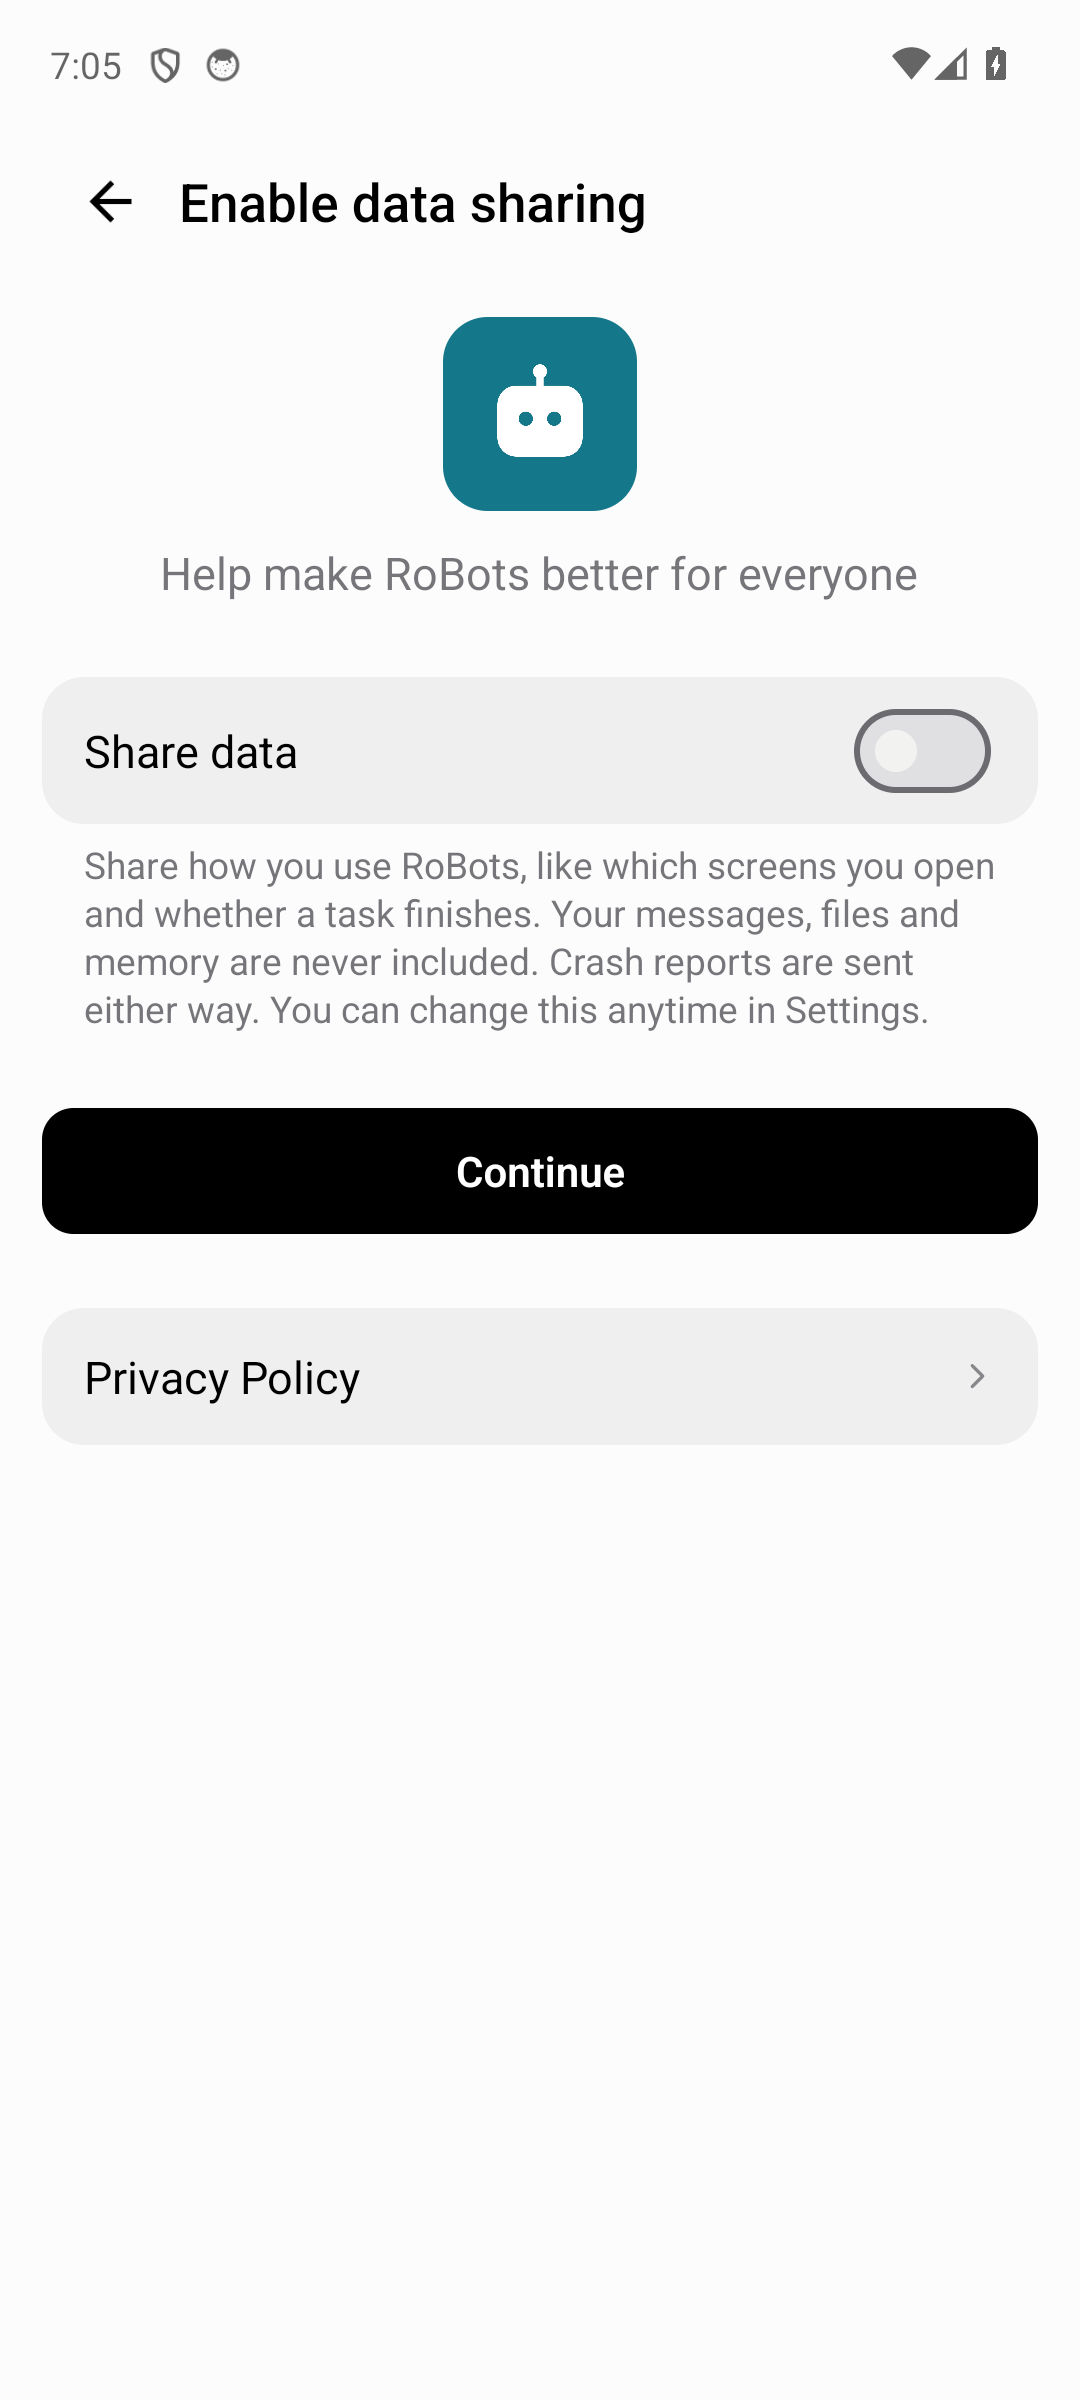 7:05
Enable data sharing
Help make RoBots better for everyone
Share data
Share how you use RoBots, like which screens you open
and whether a task finishes. Your messages, files and
memory are never included. Crash reports are sent
either way. You can change this anytime in Settings.
Continue
Privacy Policy